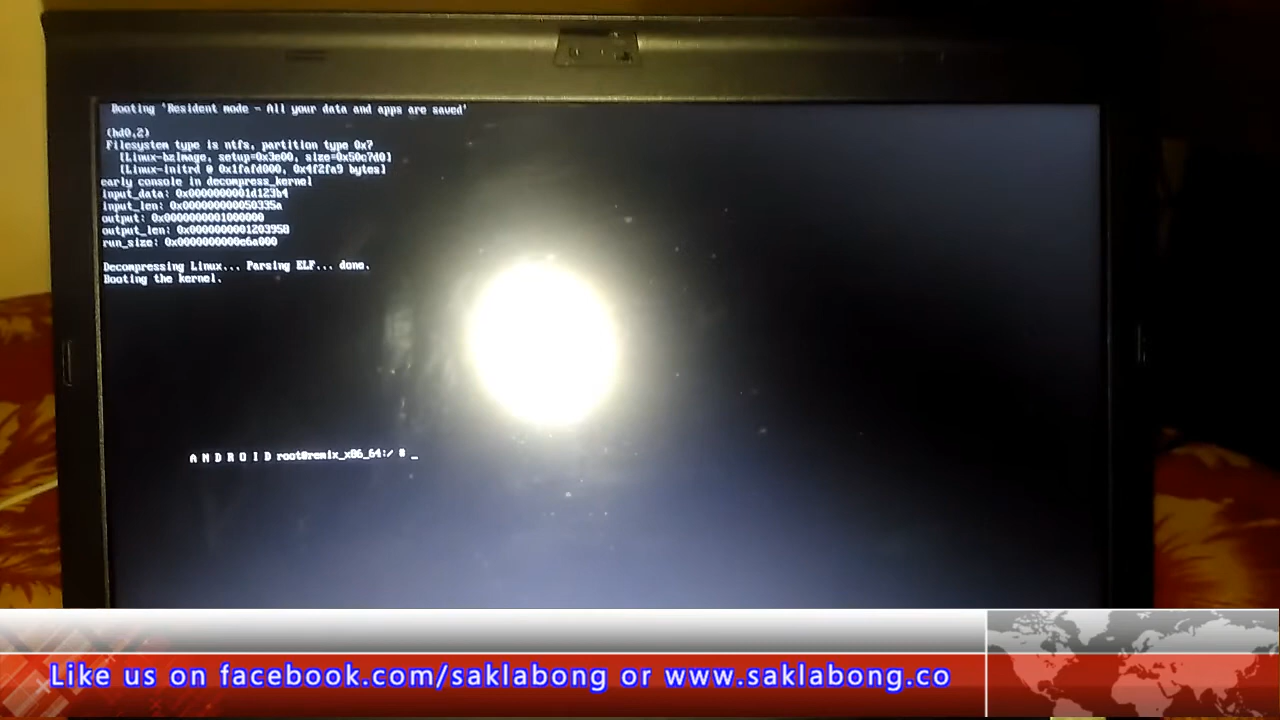 Booting 'Resident mode - All your data and apps are saved'
(hd0,2)
Filesystem type is ntfs, partition type 0x7
[Linux-bzImage, setup=0x3e00, size=0x50c7d0]
[Linux-initrd @ 0x1fafd000, 0x4f2fa9 bytes]
early console in decompress_kernel
input_data: 0x0000000001d123b4
input_len: 0x000000000050335a
output: 0x0000000001000000
output_len: 0x0000000001203958
run_size: 0x0000000000e6a000
Decompressing Linux... Parsing ELF... done.
Booting the kernel.
A N D R O I D root@remix_x86_64:/ # _
Like us on facebook.com/saklabong or www.saklabong.co